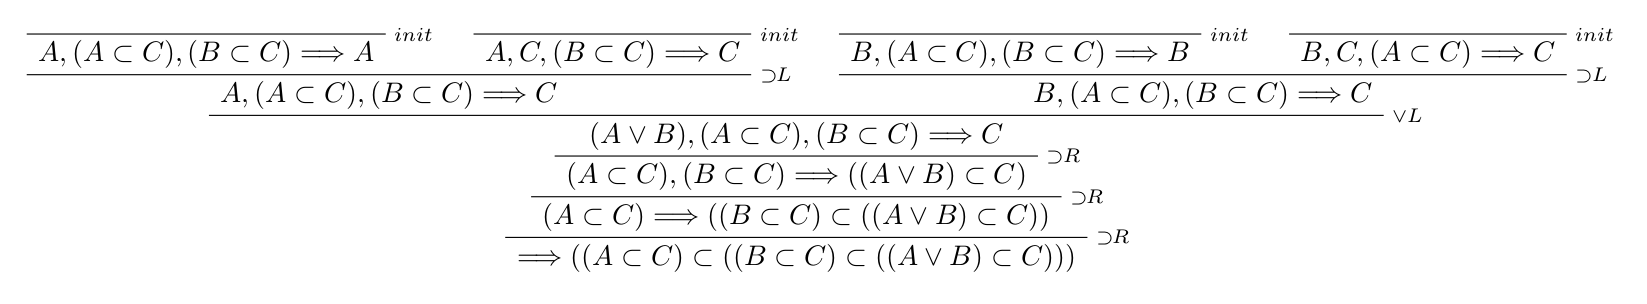 A, (A ⊂ C), (B ⊂ C) ⟹ A init A, C, (B ⊂ C) ⟹ C init B, (A ⊂ C), (B ⊂ C) ⟹ B init B, C, (A ⊂ C) ⟹ C init
A, (A ⊂ C), (B ⊂ C) ⟹ C ⊃L B, (A ⊂ C), (B ⊂ C) ⟹ C ⊃L
(A ∨ B), (A ⊂ C), (B ⊂ C) ⟹ C ∨L
(A ⊂ C), (B ⊂ C) ⟹ ((A ∨ B) ⊂ C) ⊃R
(A ⊂ C) ⟹ ((B ⊂ C) ⊂ ((A ∨ B) ⊂ C)) ⊃R
⟹ ((A ⊂ C) ⊂ ((B ⊂ C) ⊂ ((A ∨ B) ⊂ C))) ⊃R